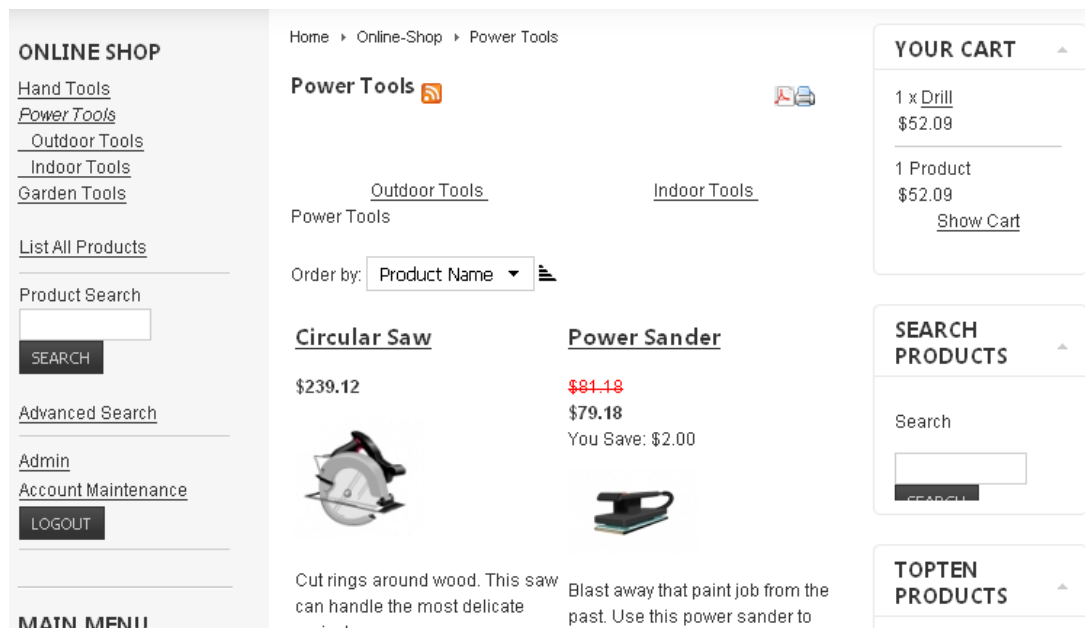 ONLINE SHOP
Hand Tools
Power Tools
Outdoor Tools
Indoor Tools
Garden Tools
List All Products
Product Search
SEARCH
Advanced Search
Admin
Account Maintenance
LOGOUT
MAIN MENU
Home ▸ Online-Shop ▸ Power Tools
Power Tools
Outdoor Tools Indoor Tools
Power Tools
Order by: Product Name
Circular Saw
$239.12
Cut rings around wood. This saw
can handle the most delicate
Power Sander
$81.18
$79.18
You Save: $2.00
Blast away that paint job from the
past. Use this power sander to
YOUR CART
1 x Drill
$52.09
1 Product
$52.09
Show Cart
SEARCH
PRODUCTS
Search
SEARCH
TOPTEN
PRODUCTS